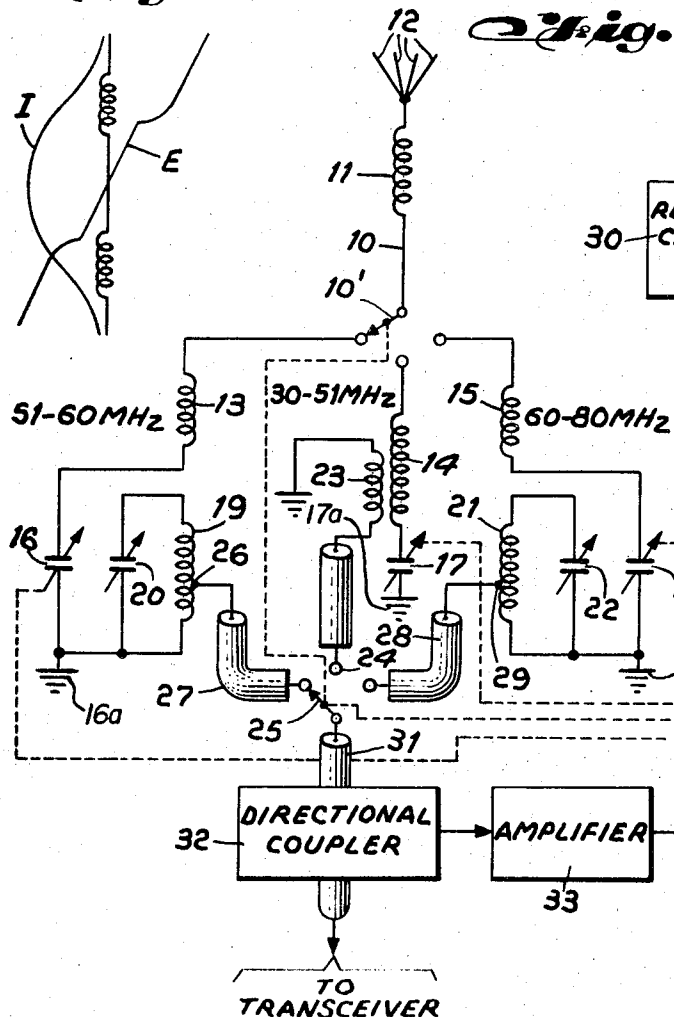 Fig.
12
I
E
11
10
10'
30
51-60MHz
13
30-51MHz
15
60-80MHz
23
14
17a
19
21
16
26
20
17
22
28
24
29
27
16a
25
31
DIRECTIONAL
COUPLER
32
AMPLIFIER
33
TO
TRANSCEIVER